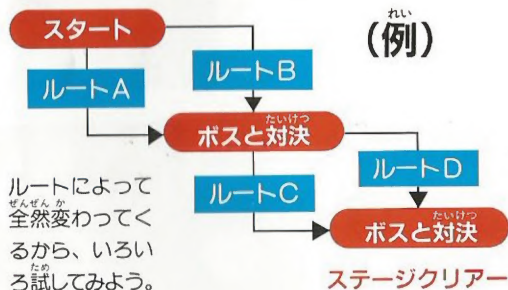 スタート
(例)
ルートA
ルートB
ボスと対決
ルートC
ルートD
ボスと対決
ステージクリアー
ルートによって
全然変わってく
るから、いろい
ろ試してみよう。